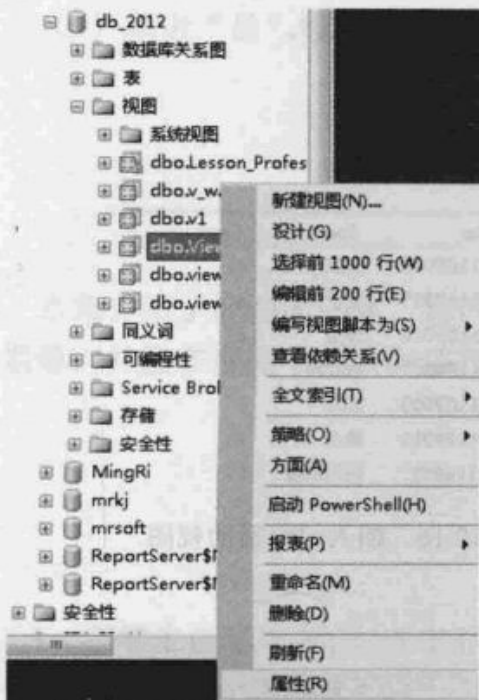 db_2012
数据库关系图
表
视图
系统视图
dbo.Lesson_Profes
dbo.v_w
dbo.v1
dbo.View
dbo.view
dbo.view
同义词
可编程性
Service Brol
存储
安全性
MingRi
mrkj
mrsoft
ReportServer$
ReportServer$
安全性
新建视图(N)...
设计(G)
选择前 1000 行(W)
编辑前 200 行(E)
编写视图脚本为(S)
查看依赖关系(V)
全文索引(T)
策略(O)
方面(A)
启动 PowerShell(H)
报表(P)
重命名(M)
删除(D)
刷新(F)
属性(R)